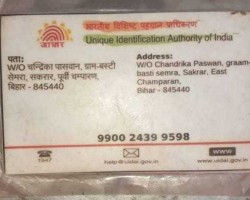 भारतीय विशिष्ट पहचान प्राधिकरण
Unique Identification Authority of India
आधार
पता:
W/O चन्द्रिका पासवान, ग्राम-बस्ती
सेमरा, सकरार, पूर्वी चम्पारण,
बिहार - 845440
Address:
W/O Chandrika Paswan, graam-
basti semra, Sakrar, East
Champaran,
Bihar - 845440
9900 2439 9598
1947
help@uidai.gov.in
www.uidai.gov.in